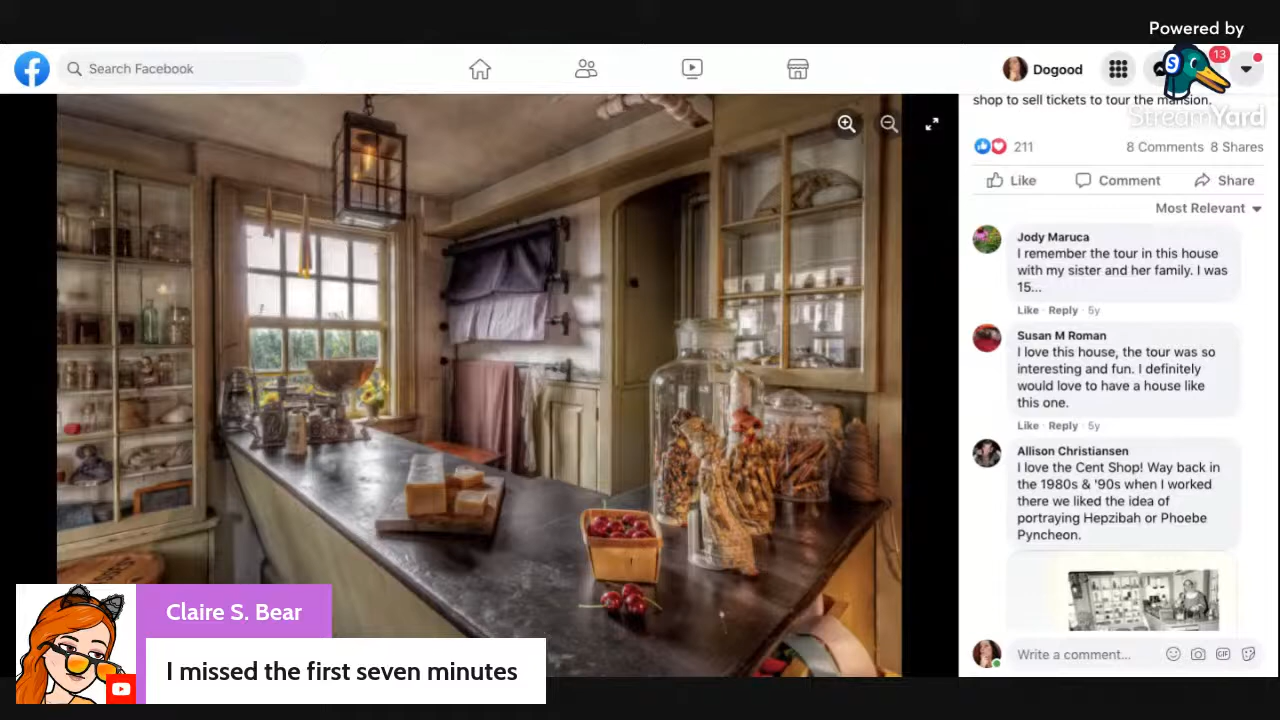 Powered by
Search Facebook
Dogood
13
StreamYard
shop to sell tickets to tour the mansion.
211
8 Comments 8 Shares
Like
Comment
Share
Most Relevant
Jody Maruca
I remember the tour in this house
with my sister and her family. I was
15...
Like · Reply · 5y
Susan M Roman
I love this house, the tour was so
interesting and fun. I definitely
would love to have a house like
this one.
Like · Reply · 5y
Allison Christiansen
I love the Cent Shop! Way back in
the 1980s & '90s when I worked
there we liked the idea of
portraying Hepzibah or Phoebe
Pyncheon.
Write a comment...
GIF
Claire S. Bear
I missed the first seven minutes